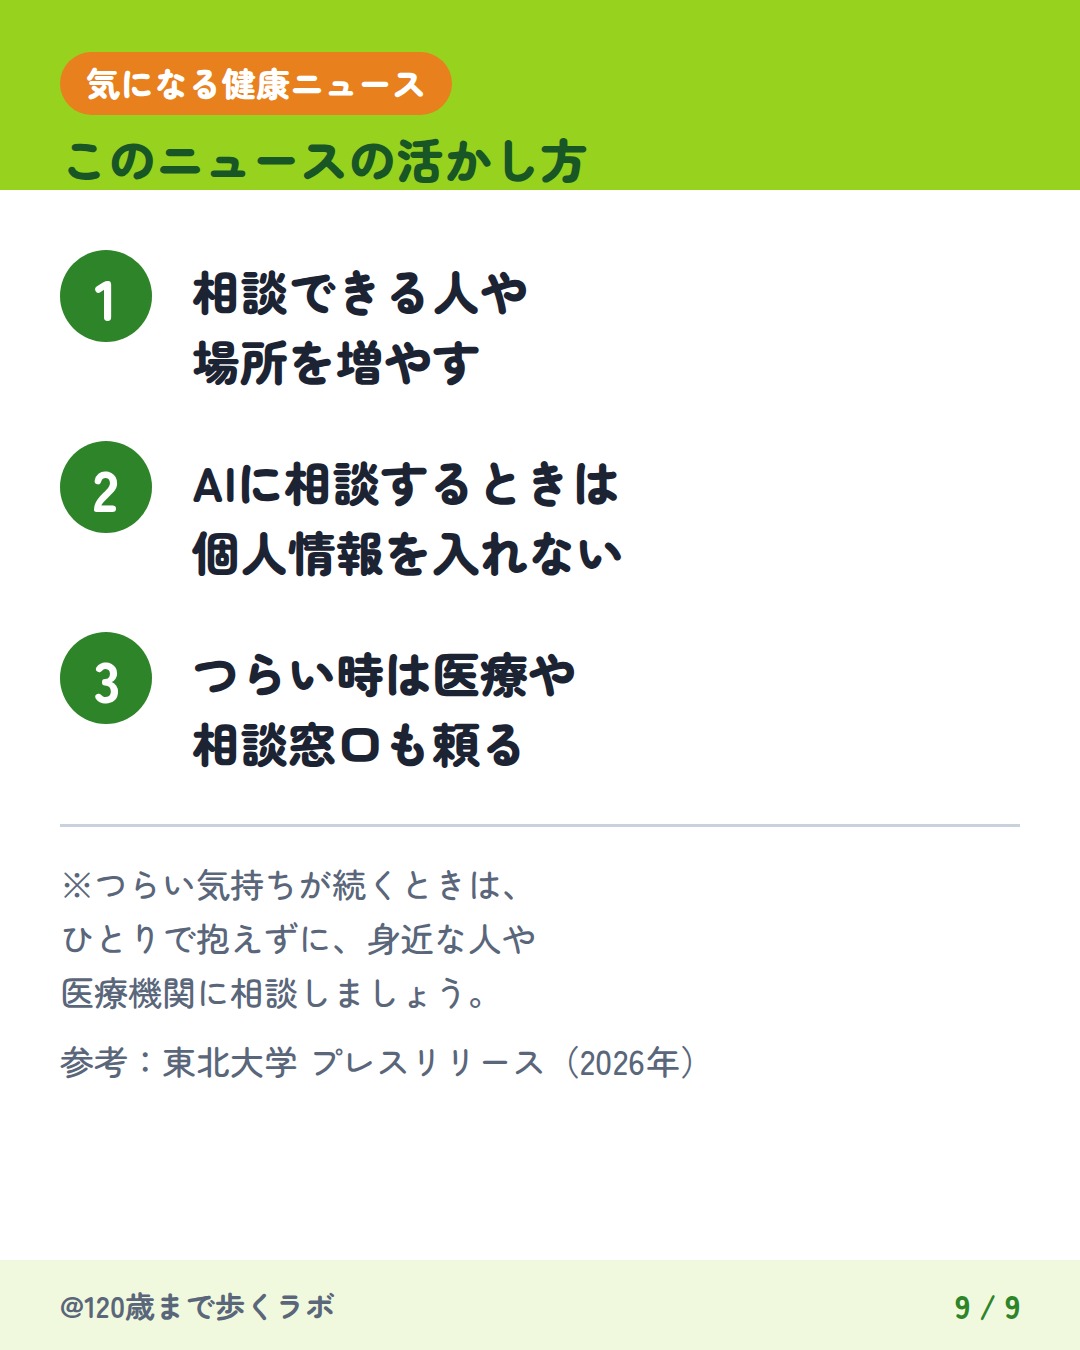 気になる健康ニュース
このニュースの活かし方
1
相談できる人や
場所を増やす
2
AIに相談するときは
個人情報を入れない
3
つらい時は医療や
相談窓口も頼る
※つらい気持ちが続くときは、
ひとりで抱えずに、身近な人や
医療機関に相談しましょう。
参考：東北大学 プレスリリース（2026年）
@120歳まで歩くラボ
9 / 9